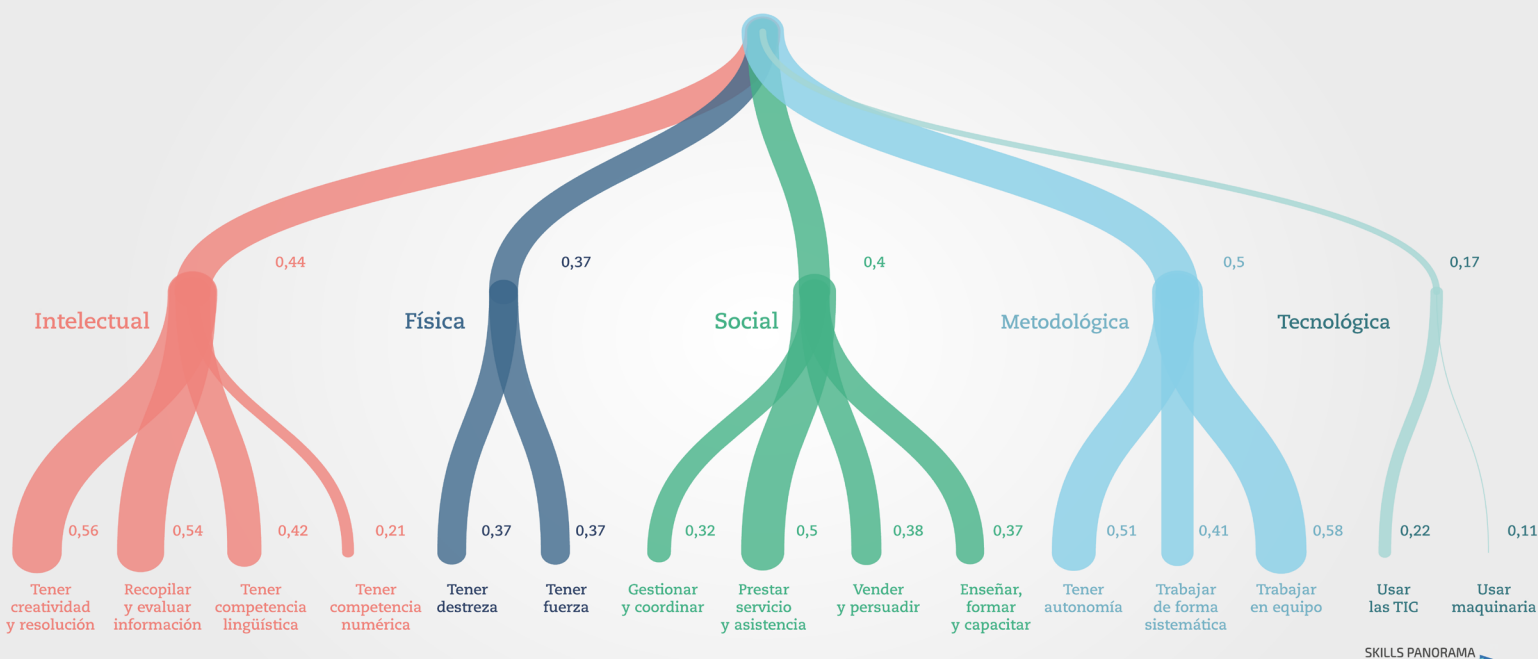 0,44
0,37
0,4
0,5
0,17
Intelectual
Física
Social
Metodológica
Tecnológica
0,56
0,54
0,42
0,21
0,37
0,37
0,32
0,5
0,38
0,37
0,51
0,41
0,58
0,22
0,11
Tener
creatividad
y resolución
Recopilar
y evaluar
información
Tener
competencia
lingüística
Tener
competencia
numérica
Tener
destreza
Tener
fuerza
Gestionar
y coordinar
Prestar
servicio
y asistencia
Vender
y persuadir
Enseñar,
formar
y capacitar
Tener
autonomía
Trabajar
de forma
sistemática
Trabajar
en equipo
Usar
las TIC
Usar
maquinaria
SKILLS PANORAMA